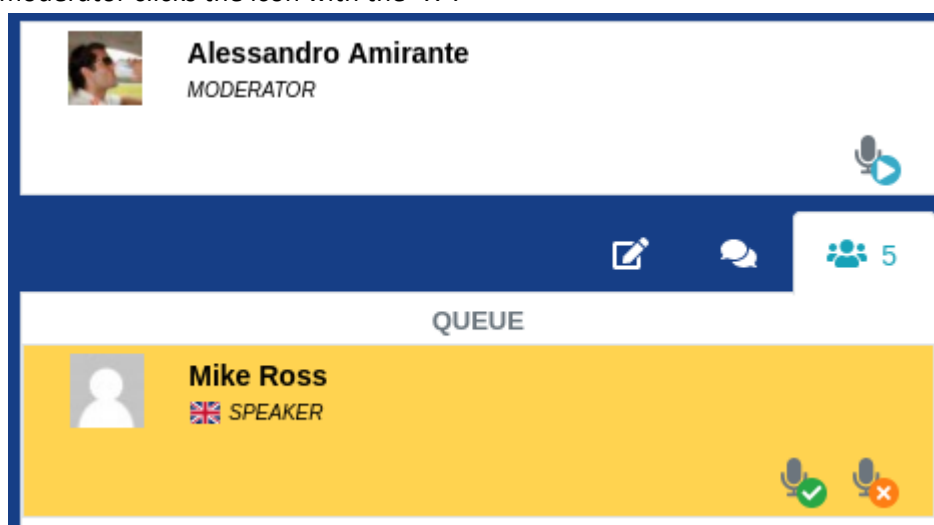 Alessandro Amirante
MODERATOR
5
QUEUE
Mike Ross
SPEAKER